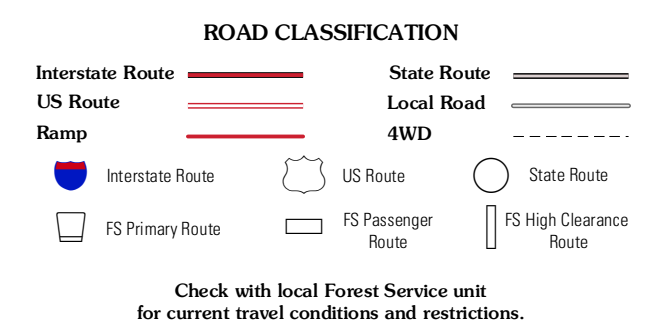 ROAD CLASSIFICATION
Interstate Route
State Route
US Route
Local Road
Ramp
4WD
Interstate Route
US Route
State Route
FS Primary Route
FS Passenger
Route
FS High Clearance
Route
Check with local Forest Service unit
for current travel conditions and restrictions.